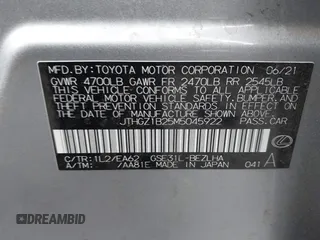 MFD.BY:TOYOTA MOTOR CORPORATION 06/21
GVWR 4700LB GAWR FR 2470LB RR 2545LB
THIS VEHICLE CONFORMS TO ALL APPLICABLE
FEDERAL MOTOR VEHICLE SAFETY, BUMPER, AND
THEFT PREVENTION STANDARDS IN EFFECT ON THE
DATE OF MANUFACTURE SHOWN ABOVE.
JTHGZ1B25M5045922 PASS.CAR
C/TR:1L2/EA62 GSE31L-BEZLHA
A/TM: /AA81E MADE IN JAPAN 041 A